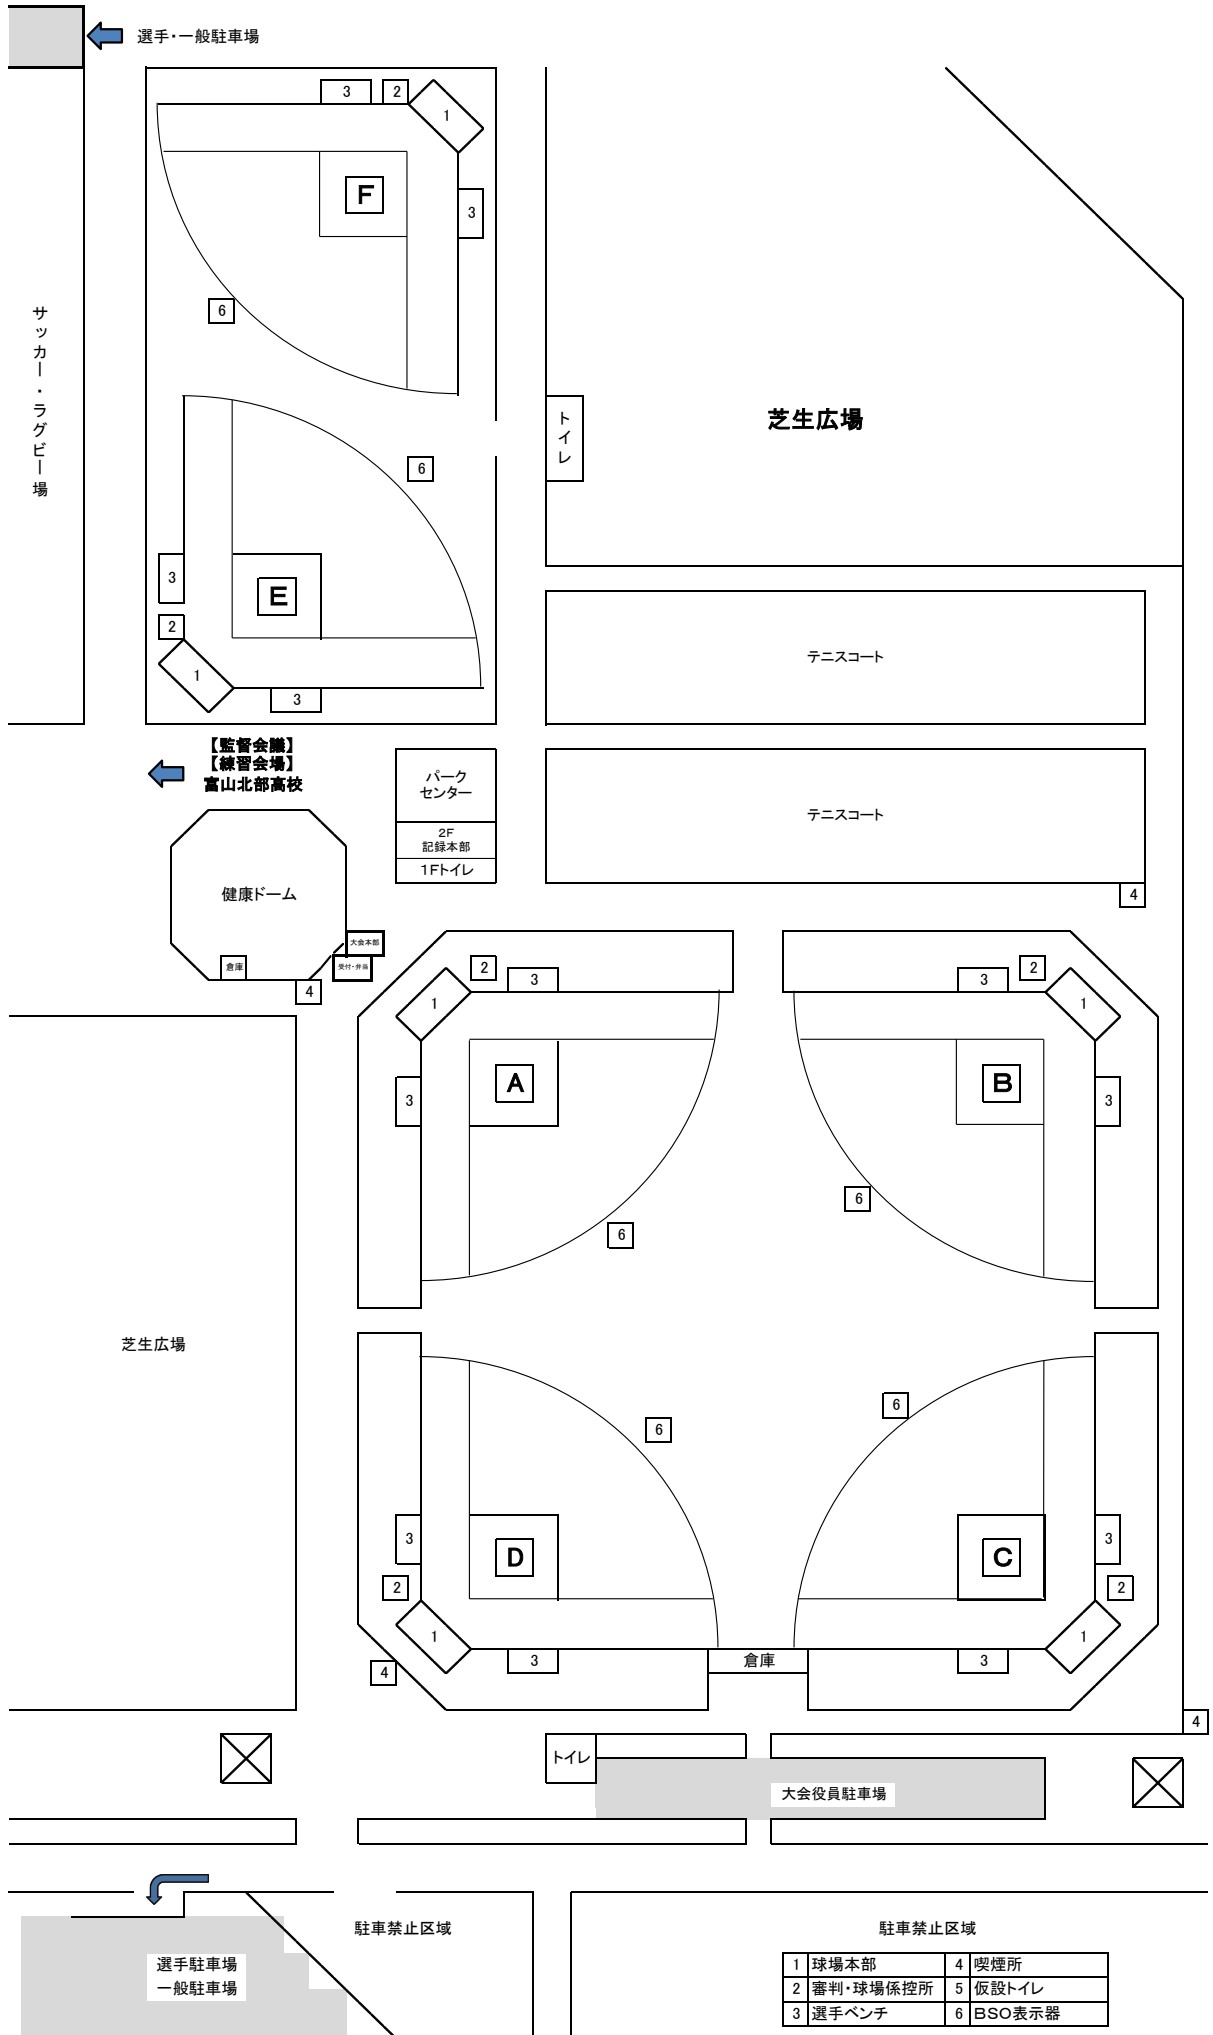 選手・一般駐車場
3
2
1
F
3
6
サッカー・ラグビー場
トイレ
芝生広場
6
3
E
2
1
3
テニスコート
【監督会議】
【練習会場】
富山北部高校
パーク
センター
2F
記録本部
1Fトイレ
テニスコート
4
健康ドーム
大会本部
受付・弁当
倉庫
4
2
3
1
3
2
1
A
B
3
3
6
6
芝生広場
6
6
3
D
C
3
2
2
1
3
倉庫
3
1
4
4
トイレ
大会役員駐車場
駐車禁止区域
駐車禁止区域
選手駐車場
一般駐車場
1 球場本部 4 喫煙所
2 審判・球場係控所 5 仮設トイレ
3 選手ベンチ 6 BSO表示器